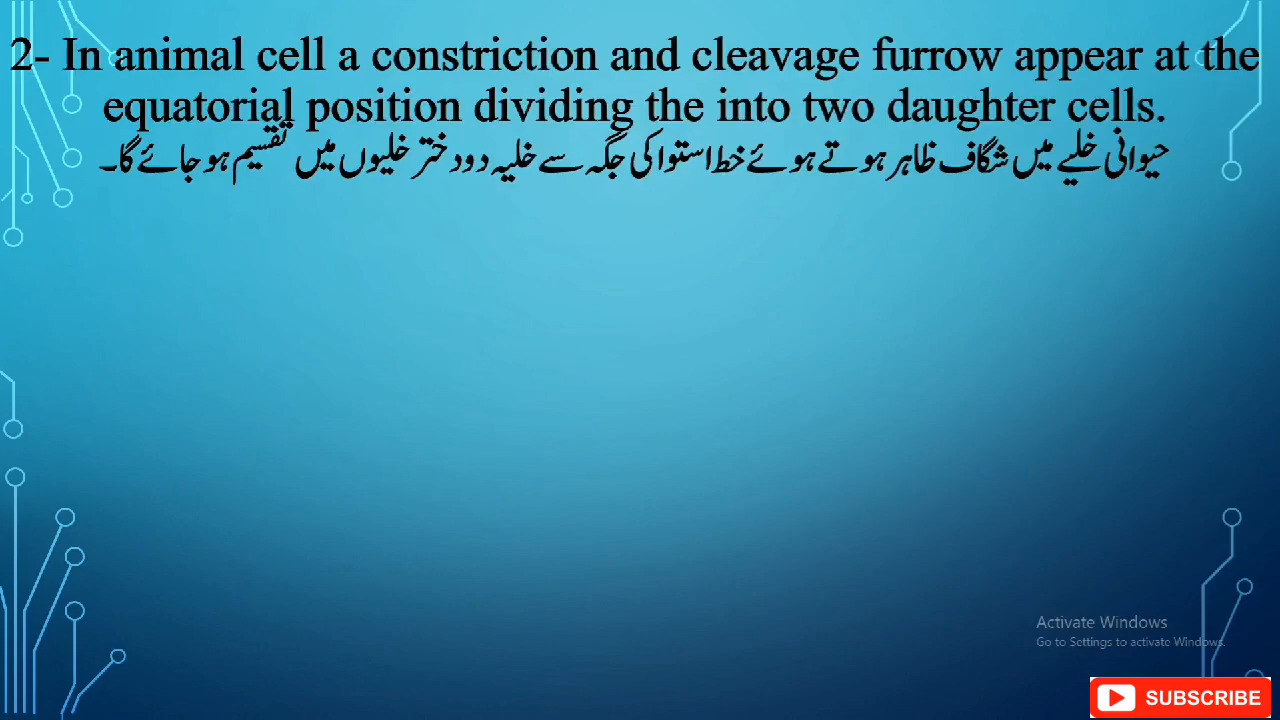 2- In animal cell a constriction and cleavage furrow appear at the
equatorial position dividing the into two daughter cells.
حیوانی خلیے میں شگاف ظاہر ہوتے ہوئے خط استوا کی جگہ سے خلیہ دو دختر خلیوں میں تقسیم ہو جائے گا۔
Activate Windows
Go to Settings to activate Windows.
SUBSCRIBE